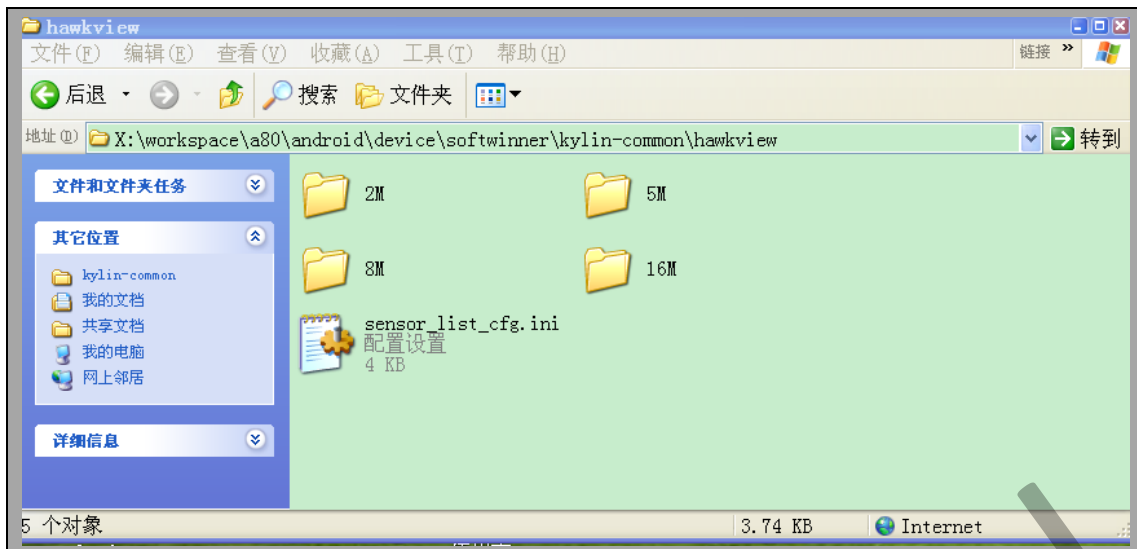 hawkview
文件(F) 编辑(E) 查看(V) 收藏(A) 工具(T) 帮助(H) 链接 »
后退 搜索 文件夹
地址(D) X:\workspace\a80\android\device\softwinner\kylin-common\hawkview 转到
文件和文件夹任务
其它位置
kylin-common
我的文档
共享文档
我的电脑
网上邻居
详细信息
2M 5M
8M 16M
sensor_list_cfg.ini
配置设置
4 KB
5 个对象 3.74 KB Internet